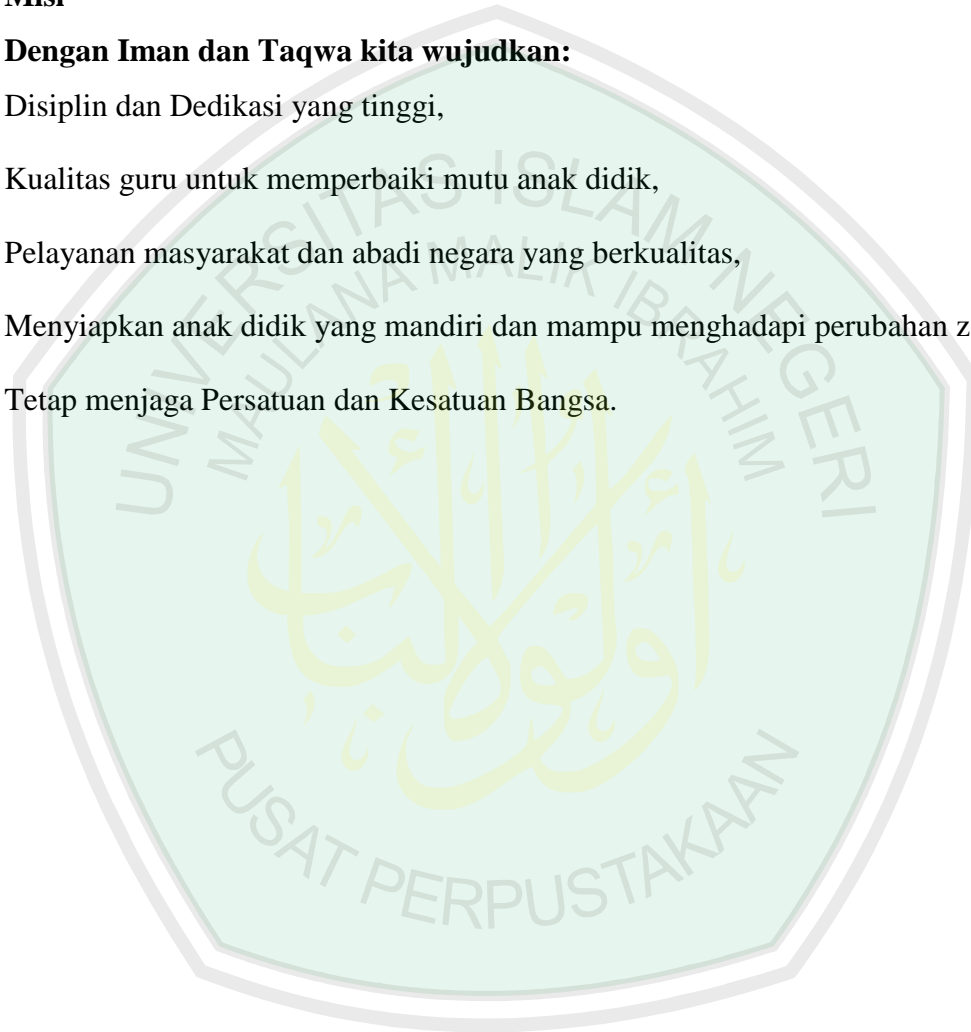 Misi
Dengan Iman dan Taqwa kita wujudkan:
Disiplin dan Dedikasi yang tinggi,
Kualitas guru untuk memperbaiki mutu anak didik,
Pelayanan masyarakat dan abadi negara yang berkualitas,
Menyiapkan anak didik yang mandiri dan mampu menghadapi perubahan z
Tetap menjaga Persatuan dan Kesatuan Bangsa.
UNIVERSITAS ISLAM NEGERI
MAULANA MALIK IBRAHIM
PUSAT PERPUSTAKAAN